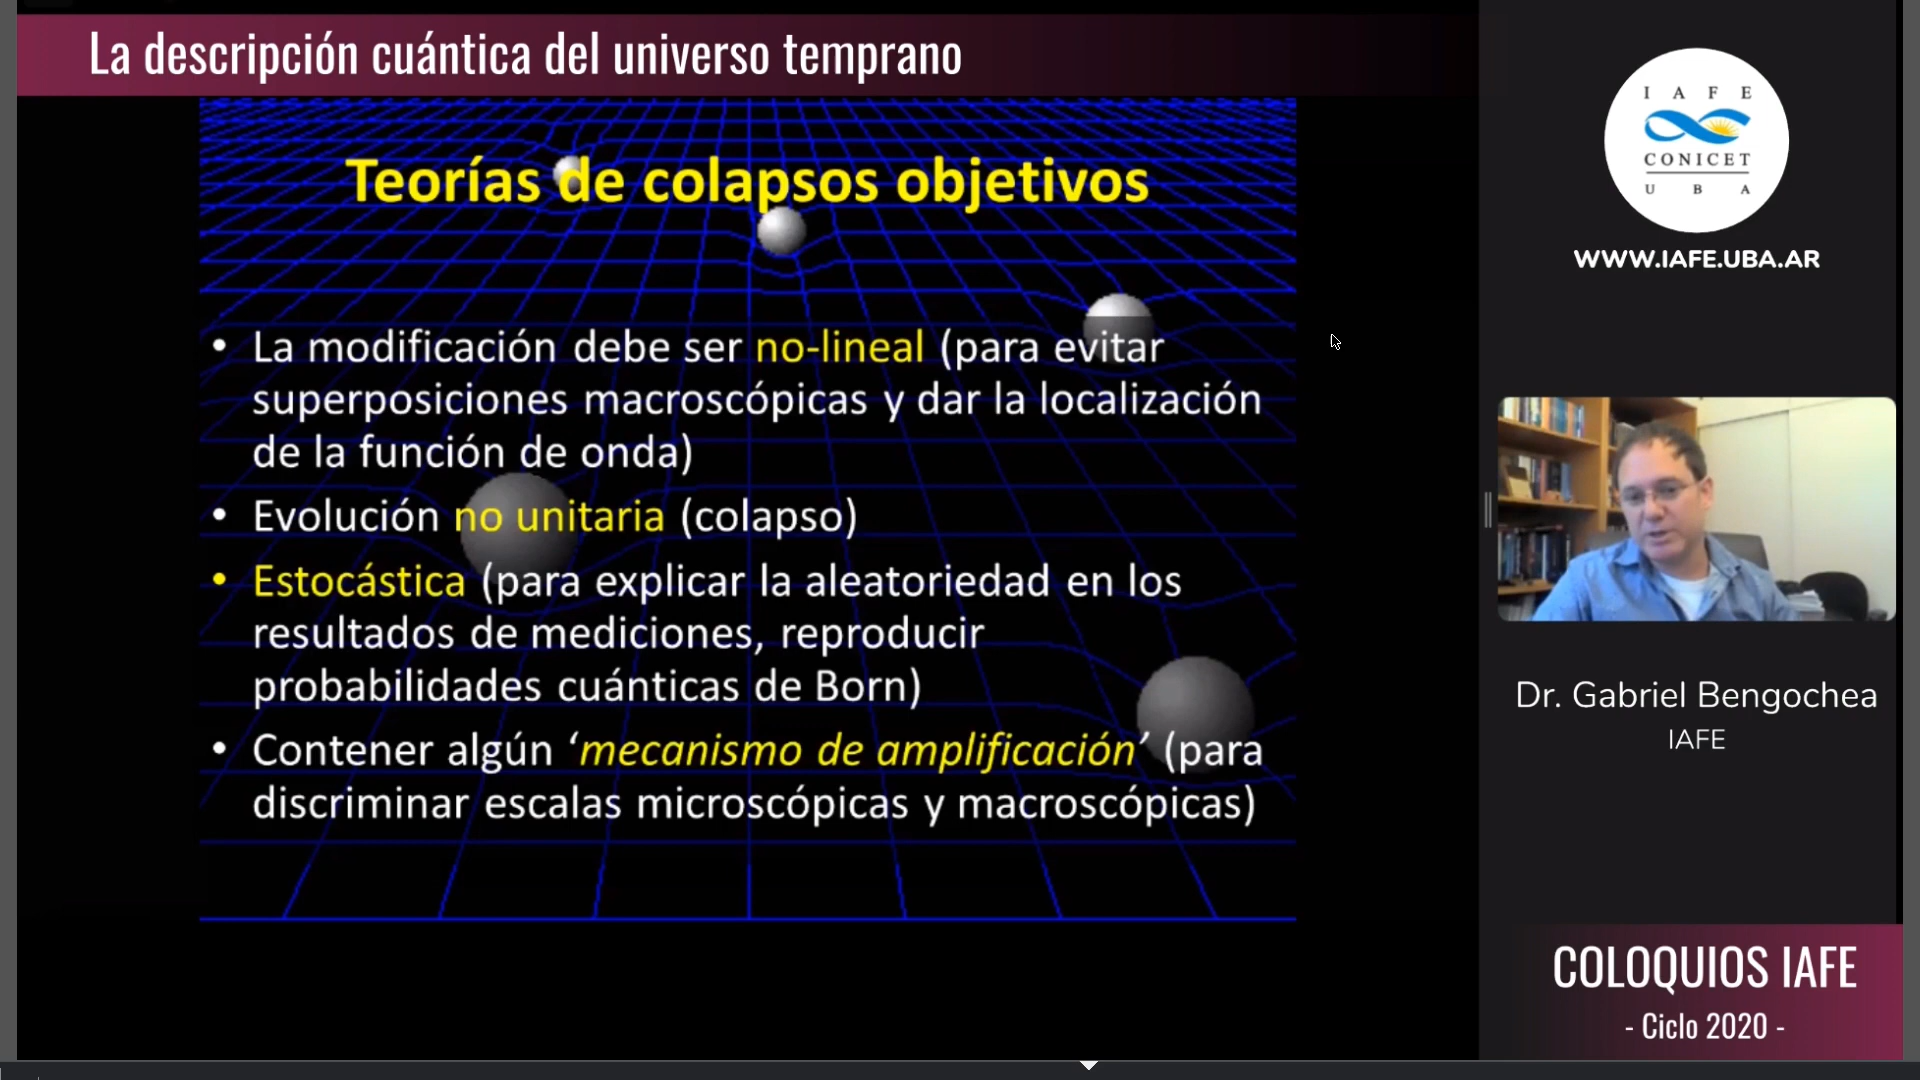 La descripción cuántica del universo temprano
Teorías de colapsos objetivos
• La modificación debe ser no-lineal (para evitar
superposiciones macroscópicas y dar la localización
de la función de onda)
• Evolución no unitaria (colapso)
• Estocástica (para explicar la aleatoriedad en los
resultados de mediciones, reproducir
probabilidades cuánticas de Born)
• Contener algún ‘mecanismo de amplificación’ (para
discriminar escalas microscópicas y macroscópicas)
I A F E
CONICET
U B A
WWW.IAFE.UBA.AR
Dr. Gabriel Bengochea
IAFE
COLOQUIOS IAFE
- Ciclo 2020 -